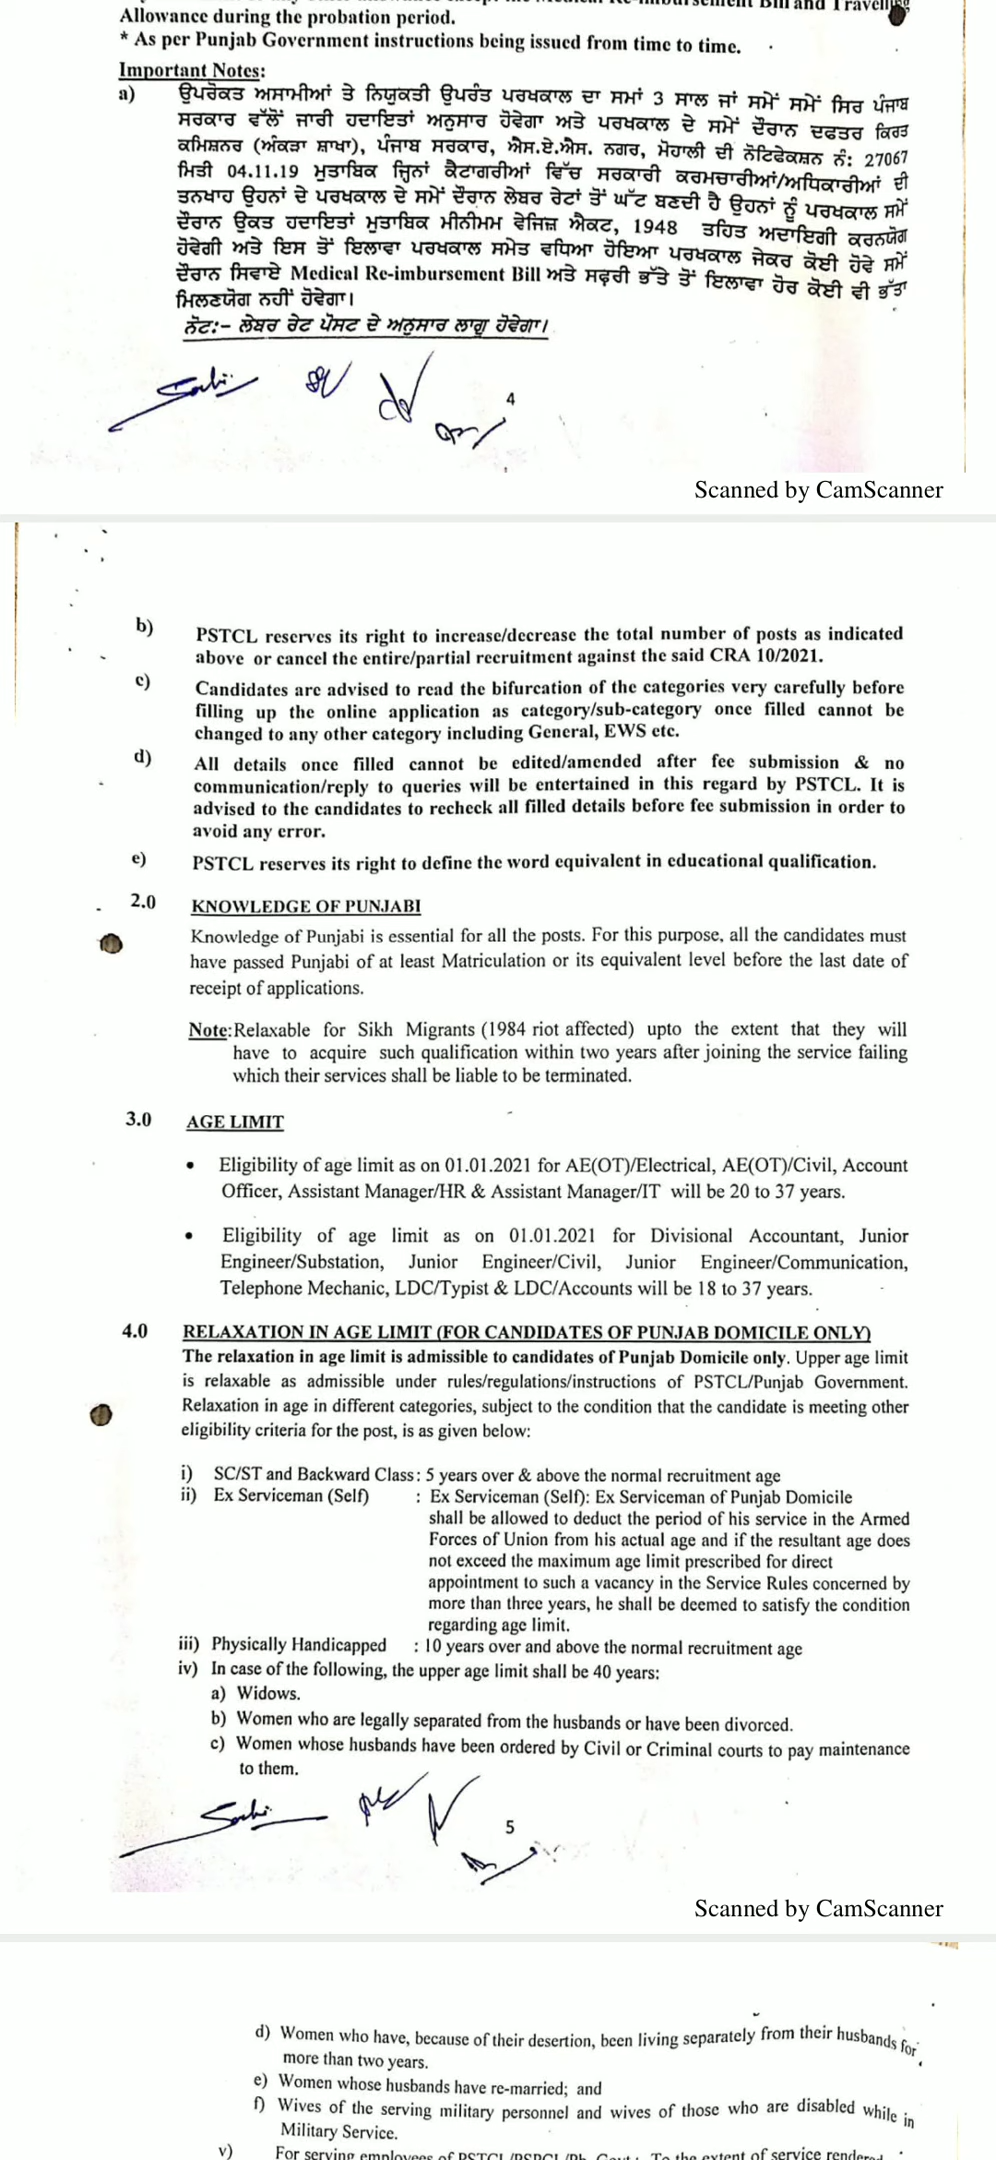 Allowance during the probation period.
* As per Punjab Government instructions being issued from time to time.
Important Notes:
a) ਉਪਰੋਕਤ ਅਸਾਮੀਆਂ ਤੇ ਨਿਯੁਕਤੀ ਉਪਰੰਤ ਪਰਖਕਾਲ ਦਾ ਸਮਾਂ 3 ਸਾਲ ਜਾਂ ਸਮੇਂ ਸਮੇਂ ਸਿਰ ਪੰਜਾਬ
ਸਰਕਾਰ ਵੱਲੋਂ ਜਾਰੀ ਹਦਾਇਤਾਂ ਅਨੁਸਾਰ ਹੋਵੇਗਾ ਅਤੇ ਪਰਖਕਾਲ ਦੇ ਸਮੇਂ ਦੌਰਾਨ ਦਫਤਰ ਕਿਰਤ
ਕਮਿਸ਼ਨਰ (ਅੰਕੜਾ ਸ਼ਾਖਾ), ਪੰਜਾਬ ਸਰਕਾਰ, ਐਸ.ਏ.ਐਸ. ਨਗਰ, ਮੋਹਾਲੀ ਦੀ ਨੋਟਿਫੇਕਸ਼ਨ ਨੰ: 27067
ਮਿਤੀ 04.11.19 ਮੁਤਾਬਿਕ ਜ੍ਹਿਨਾਂ ਕੈਟਾਗਰੀਆਂ ਵਿੱਚ ਸਰਕਾਰੀ ਕਰਮਚਾਰੀਆਂ/ਅਧਿਕਾਰੀਆਂ ਦੀ
ਤਨਖਾਹ ਉਹਨਾਂ ਦੇ ਪਰਖਕਾਲ ਦੇ ਸਮੇਂ ਦੌਰਾਨ ਲੇਬਰ ਰੇਟਾਂ ਤੋਂ ਘੱਟ ਬਣਦੀ ਹੈ ਉਹਨਾਂ ਨੂੰ ਪਰਖਕਾਲ ਸਮੇਂ
ਦੌਰਾਨ ਉਕਤ ਹਦਾਇਤਾਂ ਮੁਤਾਬਿਕ ਮੀਨੀਮਮ ਵੇਜਿਜ਼ ਐਕਟ, 1948 ਤਹਿਤ ਅਦਾਇਗੀ ਕਰਨਯੋਗ
ਹੋਵੇਗੀ ਅਤੇ ਇਸ ਤੋਂ ਇਲਾਵਾ ਪਰਖਕਾਲ ਸਮੇਤ ਵਧਿਆ ਹੋਇਆ ਪਰਖਕਾਲ ਜੇਕਰ ਕੋਈ ਹੋਵੇ ਸਮੇਂ
ਦੌਰਾਨ ਸਿਵਾਏ Medical Re-imbursement Bill ਅਤੇ ਸਫ਼ਰੀ ਭੱਤੇ ਤੋਂ ਇਲਾਵਾ ਹੋਰ ਕੋਈ ਵੀ ਭੱਤਾ
ਮਿਲਣਯੋਗ ਨਹੀਂ ਹੋਵੇਗਾ।
ਨੋਟ:- ਲੇਬਰ ਰੇਟ ਪੋਸਟ ਦੇ ਅਨੁਸਾਰ ਲਾਗੂ ਹੋਵੇਗਾ।
4
Scanned by CamScanner
b) PSTCL reserves its right to increase/decrease the total number of posts as indicated
above or cancel the entire/partial recruitment against the said CRA 10/2021.
c) Candidates are advised to read the bifurcation of the categories very carefully before
filling up the online application as category/sub-category once filled cannot be
changed to any other category including General, EWS etc.
d) All details once filled cannot be edited/amended after fee submission & no
communication/reply to queries will be entertained in this regard by PSTCL. It is
advised to the candidates to recheck all filled details before fee submission in order to
avoid any error.
e) PSTCL reserves its right to define the word equivalent in educational qualification.
2.0 KNOWLEDGE OF PUNJABI
Knowledge of Punjabi is essential for all the posts. For this purpose, all the candidates must
have passed Punjabi of at least Matriculation or its equivalent level before the last date of
receipt of applications.
Note:Relaxable for Sikh Migrants (1984 riot affected) upto the extent that they will
have to acquire such qualification within two years after joining the service failing
which their services shall be liable to be terminated.
3.0 AGE LIMIT
• Eligibility of age limit as on 01.01.2021 for AE(OT)/Electrical, AE(OT)/Civil, Account
Officer, Assistant Manager/HR & Assistant Manager/IT will be 20 to 37 years.
• Eligibility of age limit as on 01.01.2021 for Divisional Accountant, Junior
Engineer/Substation, Junior Engineer/Civil, Junior Engineer/Communication,
Telephone Mechanic, LDC/Typist & LDC/Accounts will be 18 to 37 years.
4.0 RELAXATION IN AGE LIMIT (FOR CANDIDATES OF PUNJAB DOMICILE ONLY)
The relaxation in age limit is admissible to candidates of Punjab Domicile only. Upper age limit
is relaxable as admissible under rules/regulations/instructions of PSTCL/Punjab Government.
Relaxation in age in different categories, subject to the condition that the candidate is meeting other
eligibility criteria for the post, is as given below:
i) SC/ST and Backward Class: 5 years over & above the normal recruitment age
ii) Ex Serviceman (Self) : Ex Serviceman (Self): Ex Serviceman of Punjab Domicile
shall be allowed to deduct the period of his service in the Armed
Forces of Union from his actual age and if the resultant age does
not exceed the maximum age limit prescribed for direct
appointment to such a vacancy in the Service Rules concerned by
more than three years, he shall be deemed to satisfy the condition
regarding age limit.
iii) Physically Handicapped : 10 years over and above the normal recruitment age
iv) In case of the following, the upper age limit shall be 40 years:
a) Widows.
b) Women who are legally separated from the husbands or have been divorced.
c) Women whose husbands have been ordered by Civil or Criminal courts to pay maintenance
to them.
5
Scanned by CamScanner
d) Women who have, because of their desertion, been living separately from their husbands for
more than two years.
e) Women whose husbands have re-married; and
f) Wives of the serving military personnel and wives of those who are disabled while in
Military Service.
v) For serving employees of PSTCL/PSPCL/Pb. Govt.: To the extent of service rendered